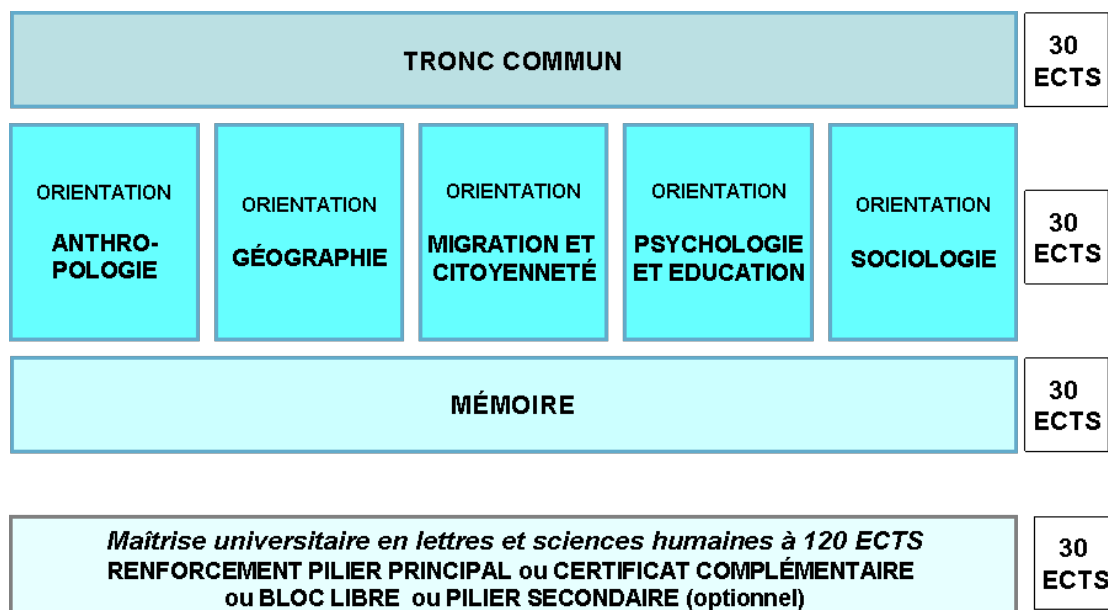 TRONC COMMUN
30
ECTS
ORIENTATION
ANTHRO-
POLOGIE
ORIENTATION
GÉOGRAPHIE
ORIENTATION
MIGRATION ET
CITOYENNETÉ
ORIENTATION
PSYCHOLOGIE
ET EDUCATION
ORIENTATION
SOCIOLOGIE
30
ECTS
MÉMOIRE
30
ECTS
Maîtrise universitaire en lettres et sciences humaines à 120 ECTS
RENFORCEMENT PILIER PRINCIPAL ou CERTIFICAT COMPLÉMENTAIRE
ou BLOC LIBRE ou PILIER SECONDAIRE (optionnel)
30
ECTS